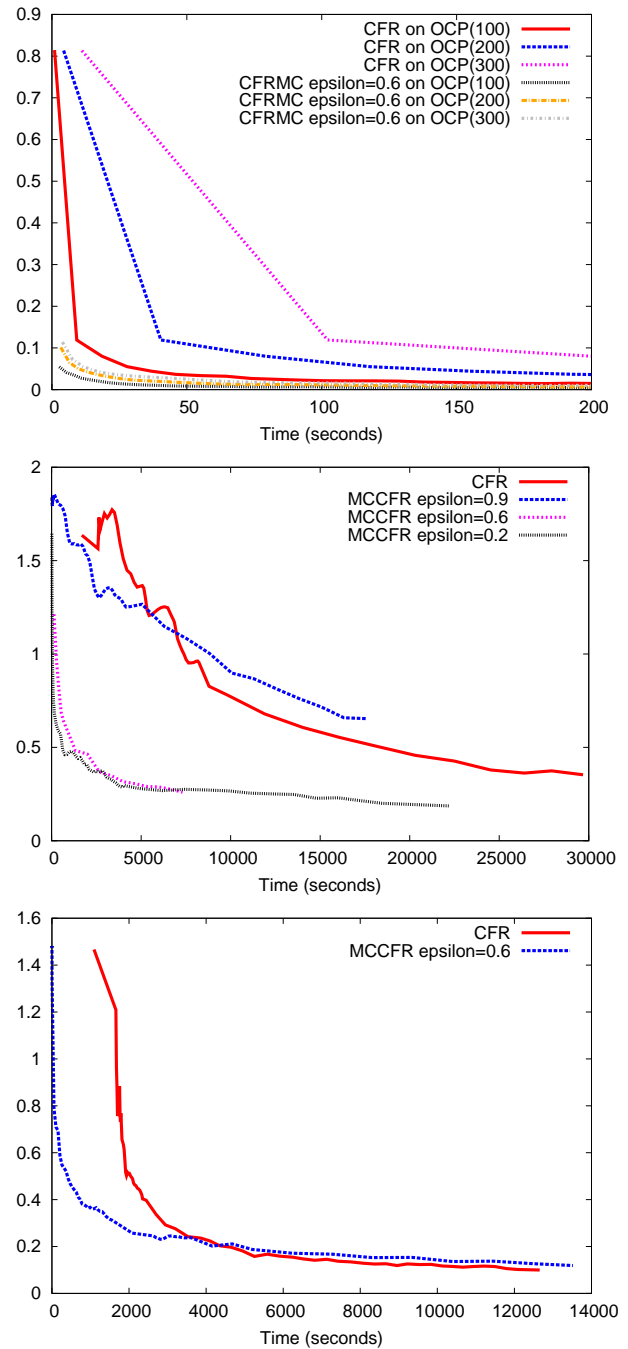 CFR on OCP(100)
CFR on OCP(200)
CFR on OCP(300)
CFRMC epsilon=0.6 on OCP(100)
CFRMC epsilon=0.6 on OCP(200)
CFRMC epsilon=0.6 on OCP(300)
0.9
0.8
0.7
0.6
0.5
0.4
0.3
0.2
0.1
0
0 50 100 150 200
Time (seconds)
CFR
MCCFR epsilon=0.9
MCCFR epsilon=0.6
MCCFR epsilon=0.2
2
1.5
1
0.5
0
0 5000 10000 15000 20000 25000 30000
Time (seconds)
CFR
MCCFR epsilon=0.6
1.6
1.4
1.2
1
0.8
0.6
0.4
0.2
0
0 2000 4000 6000 8000 10000 12000 14000
Time (seconds)